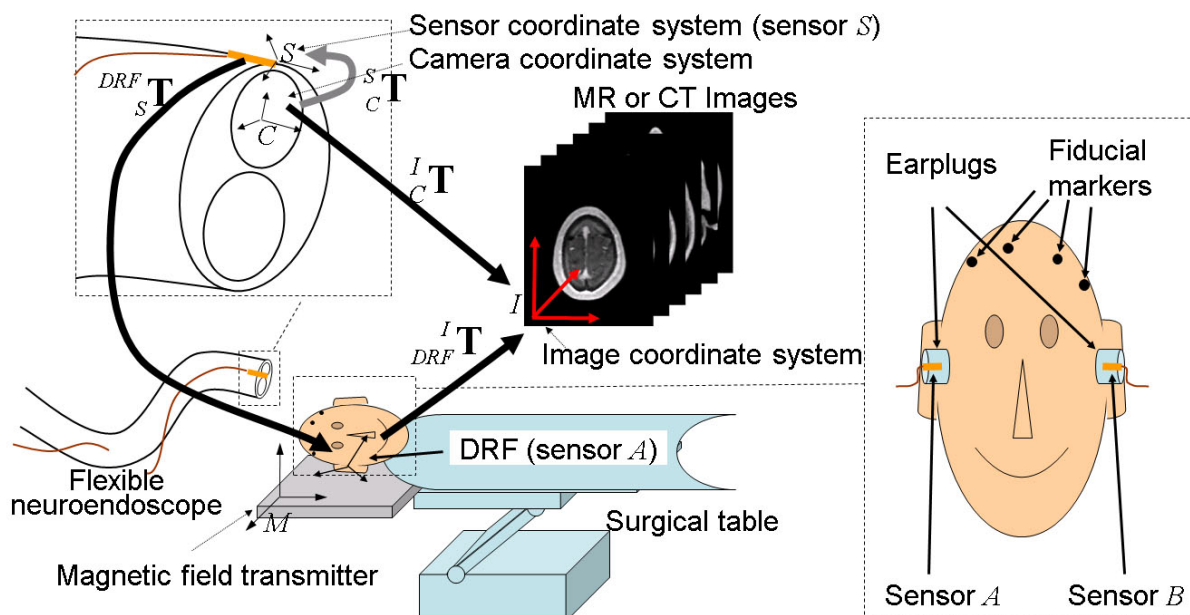 Sensor coordinate system (sensor S)
Camera coordinate system
S
DRF
S T
S
C T
C
MR or CT Images
I
C T
I
I
DRF T
Image coordinate system
DRF (sensor A)
Flexible
neuroendoscope
M
Surgical table
Magnetic field transmitter
Earplugs
Fiducial
markers
Sensor A
Sensor B